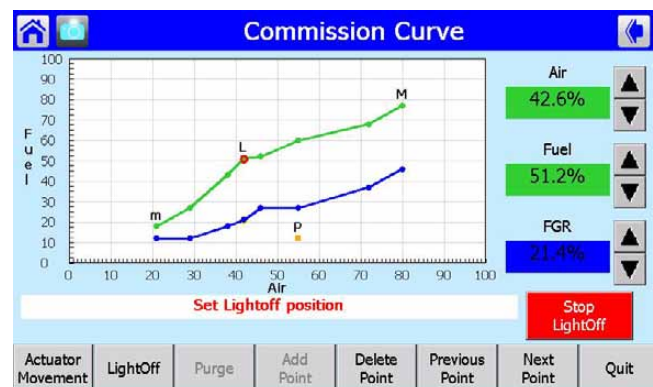 Commission Curve
100
90
80
70
60
50
40
30
20
10
0
Fuel
0 10 20 30 40 50 60 70 80 90 100
Air
m
L
M
P
Air
42.6%
Fuel
51.2%
FGR
21.4%
Set Lightoff position
Stop
LightOff
Actuator
Movement
LightOff
Purge
Add
Point
Delete
Point
Previous
Point
Next
Point
Quit